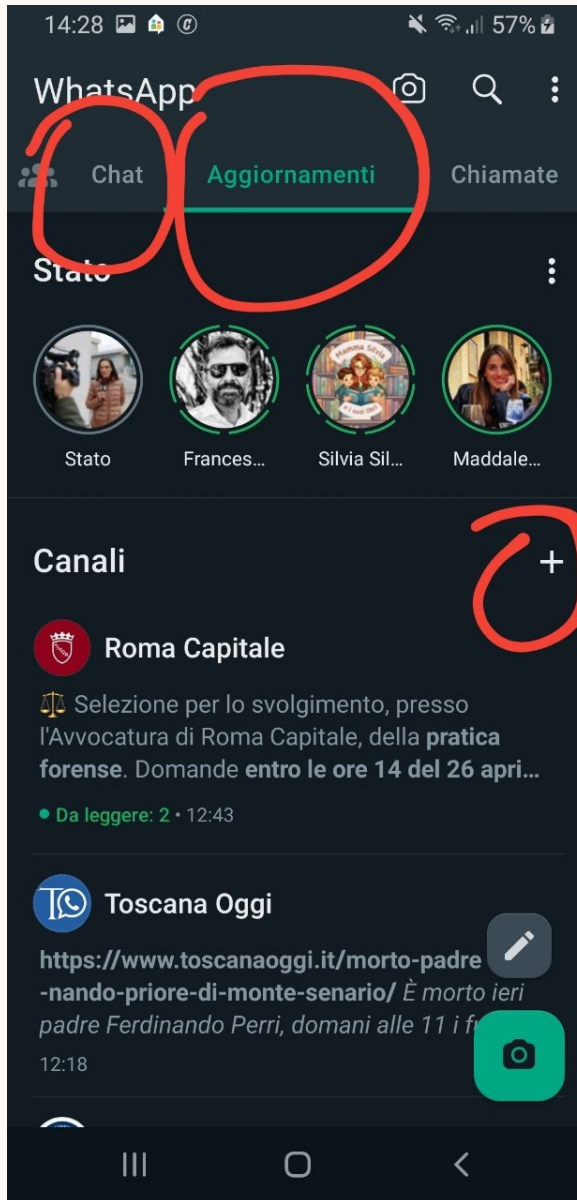 14:28 57%
WhatsApp
Chat Aggiornamenti Chiamate
Stato
Stato Frances... Silvia Sil... Maddale...
Canali +
Roma Capitale
Selezione per lo svolgimento, presso
l'Avvocatura di Roma Capitale, della pratica
forense. Domande entro le ore 14 del 26 apri...
• Da leggere: 2 • 12:43
Toscana Oggi
https://www.toscanaoggi.it/morto-padre
-nando-priore-di-monte-senario/ È morto ieri
padre Ferdinando Perri, domani alle 11 i
12:18